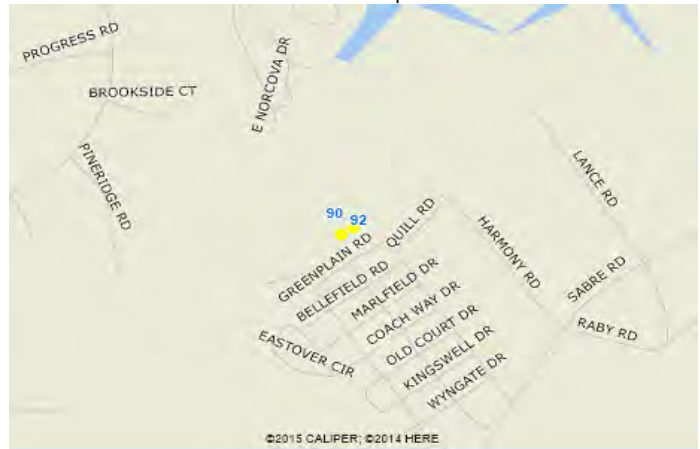 PROGRESS RD
E NORCOVA DR
BROOKSIDE CT
PINERIDGE RD
LANCE RD
90
92
QUILL RD
HARMONY RD
GREENPLAIN RD
BELLEFIELD RD
MARLFIELD DR
SABRE RD
COACH WAY DR
OLD COURT DR
RABY RD
EASTOVER CIR
KINGSWELL DR
WYNGATE DR
©2015 CALIPER; ©2014 HERE